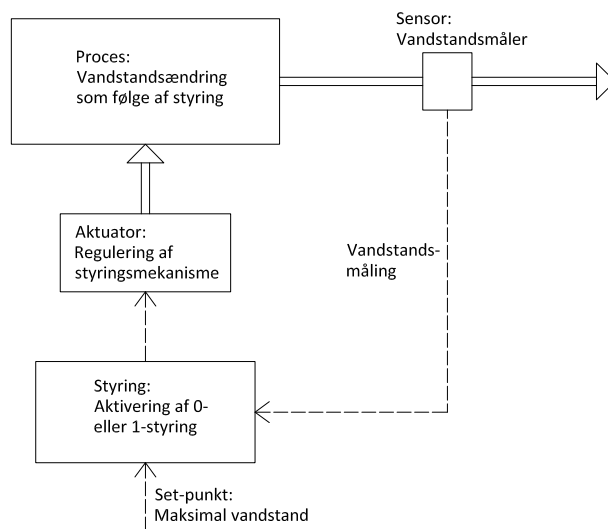 Sensor:
Vandstandsmåler
Proces:
Vandstandsændring
som følge af styring
Aktuator:
Regulering af
styringsmekanisme
Vandstands-
måling
Styring:
Aktivering af 0-
eller 1-styring
Set-punkt:
Maksimal vandstand